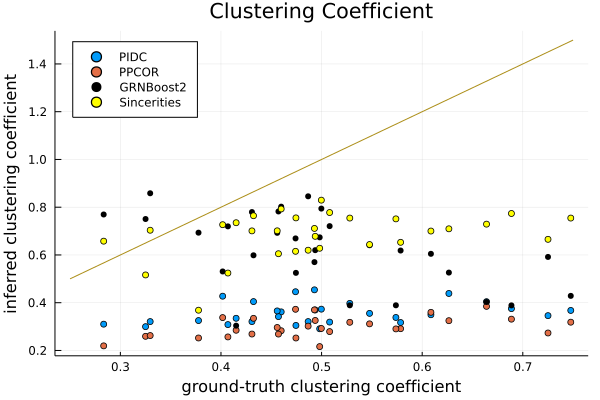 Clustering Coefficient
PIDC
PPCOR
GRNBoost2
Sincerities
inferred clustering coefficient
1.4
1.2
1.0
0.8
0.6
0.4
0.2
0.3 0.4 0.5 0.6 0.7
ground-truth clustering coefficient